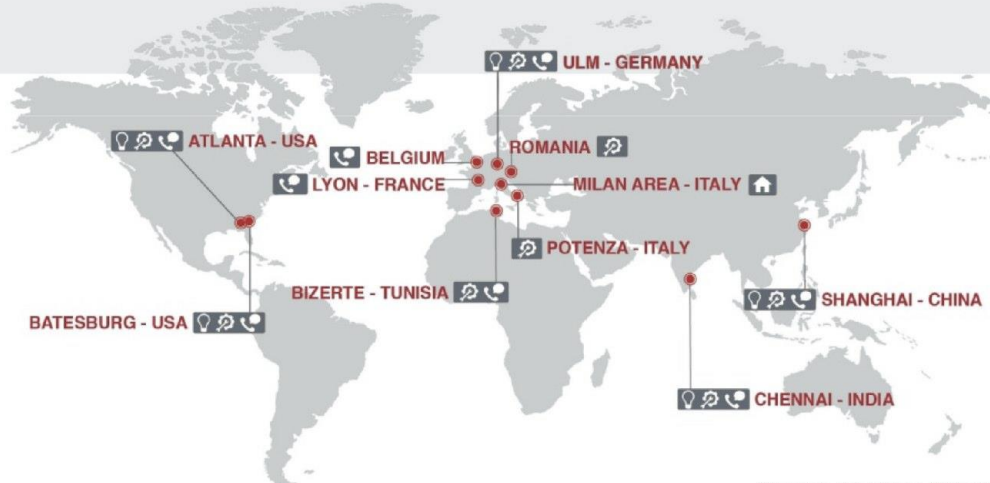 ULM - GERMANY
ATLANTA - USA
BELGIUM
ROMANIA
LYON - FRANCE
MILAN AREA - ITALY
POTENZA - ITALY
BIZERTE - TUNISIA
SHANGHAI - CHINA
BATESBURG - USA
CHENNAI - INDIA